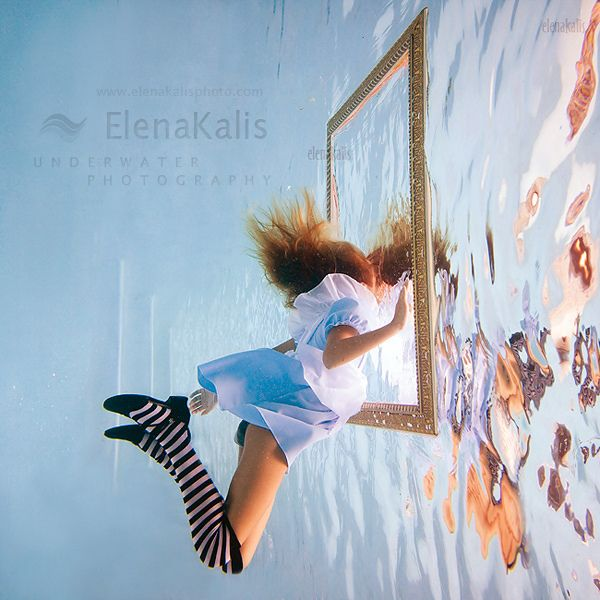 elenakalis
www.elenakalisphoto.com
ElenaKalis
UNDERWATER
PHOTOGRAPHY
elenakalis